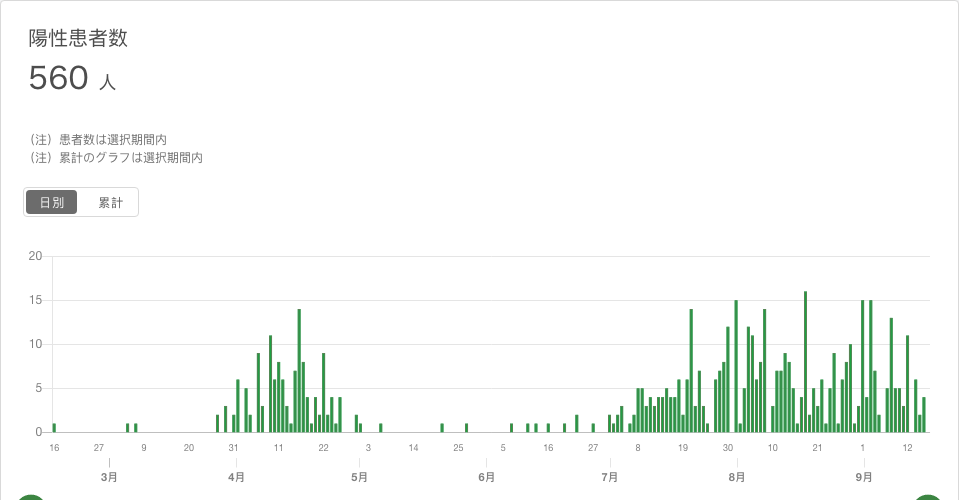 陽性患者数
560 人
（注）患者数は選択期間内
（注）累計のグラフは選択期間内
日別 累計
20
15
10
5
0
16 27 9 20 31 11 22 3 14 25 5 16 27 8 19 30 10 21 1 12
3月 4月 5月 6月 7月 8月 9月